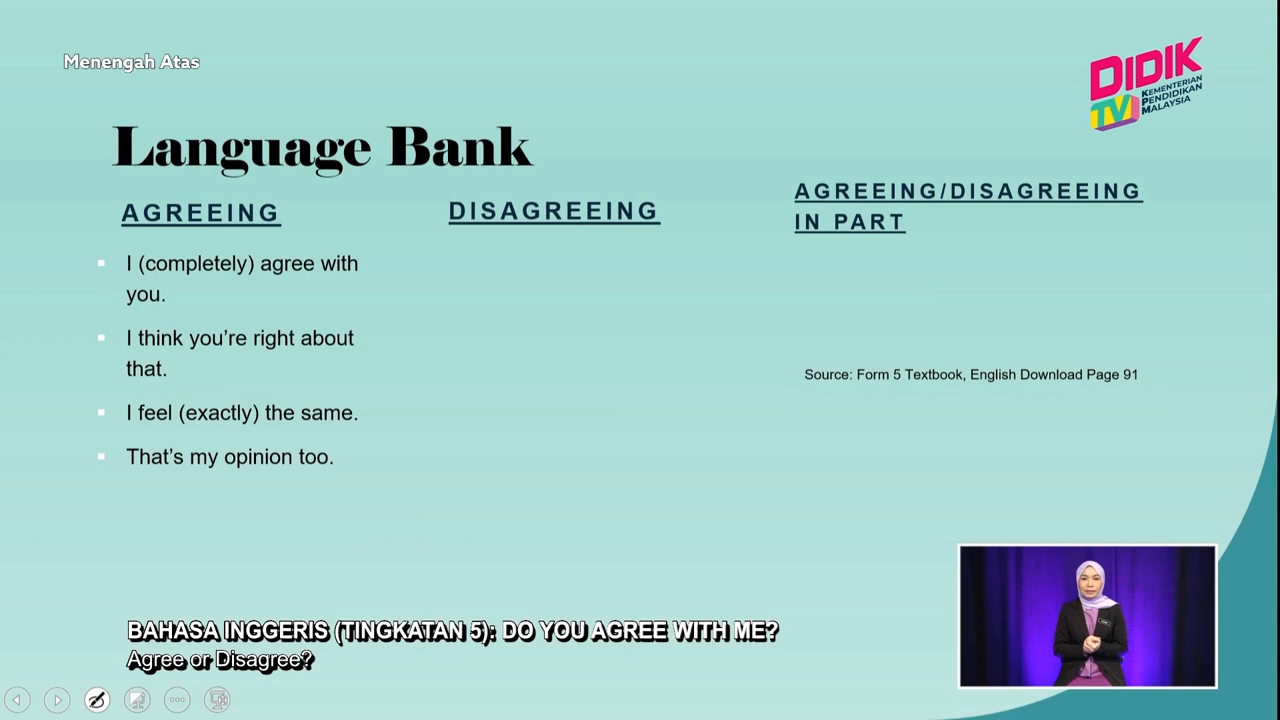 Menengah Atas
DIDIK
TV
KEMENTERIAN
PENDIDIKAN
MALAYSIA
Language Bank
AGREEING
I (completely) agree with
you.
I think you’re right about
that.
I feel (exactly) the same.
That’s my opinion too.
DISAGREEING
AGREEING/DISAGREEING
IN PART
Source: Form 5 Textbook, English Download Page 91
BAHASA INGGERIS (TINGKATAN 5): DO YOU AGREE WITH ME?
Agree or Disagree?